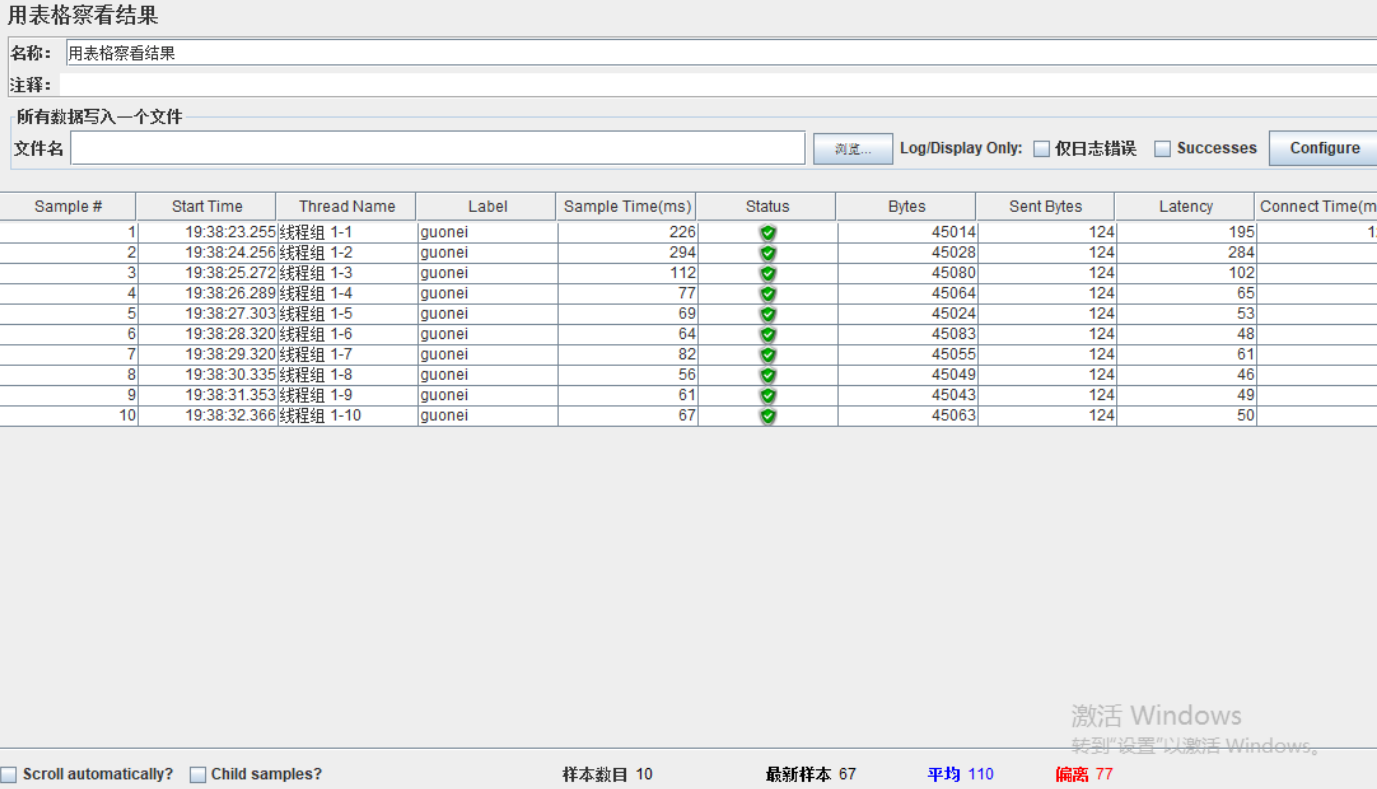 用表格察看结果
名称： 用表格察看结果
注释：
所有数据写入一个文件
文件名 浏览... Log/Display Only: 仅日志错误 Successes Configure
Sample # Start Time Thread Name Label Sample Time(ms) Status Bytes Sent Bytes Latency Connect Time(m
1 19:38:23.255 线程组 1-1 guonei 226 45014 124 195
2 19:38:24.256 线程组 1-2 guonei 294 45028 124 284
3 19:38:25.272 线程组 1-3 guonei 112 45080 124 102
4 19:38:26.289 线程组 1-4 guonei 77 45064 124 65
5 19:38:27.303 线程组 1-5 guonei 69 45024 124 53
6 19:38:28.320 线程组 1-6 guonei 64 45083 124 48
7 19:38:29.320 线程组 1-7 guonei 82 45055 124 61
8 19:38:30.335 线程组 1-8 guonei 56 45049 124 46
9 19:38:31.353 线程组 1-9 guonei 61 45043 124 49
10 19:38:32.366 线程组 1-10 guonei 67 45063 124 50
激活 Windows
转到"设置"以激活 Windows。
Scroll automatically? Child samples? 样本数目 10 最新样本 67 平均 110 偏离 77